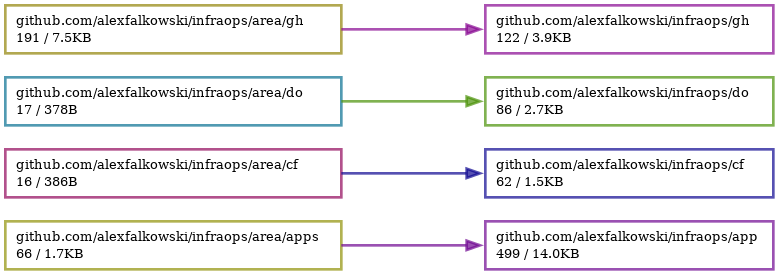 github.com/alexfalkowski/infraops/area/gh
191 / 7.5KB
github.com/alexfalkowski/infraops/gh
122 / 3.9KB
github.com/alexfalkowski/infraops/area/do
17 / 378B
github.com/alexfalkowski/infraops/do
86 / 2.7KB
github.com/alexfalkowski/infraops/area/cf
16 / 386B
github.com/alexfalkowski/infraops/cf
62 / 1.5KB
github.com/alexfalkowski/infraops/area/apps
66 / 1.7KB
github.com/alexfalkowski/infraops/app
499 / 14.0KB